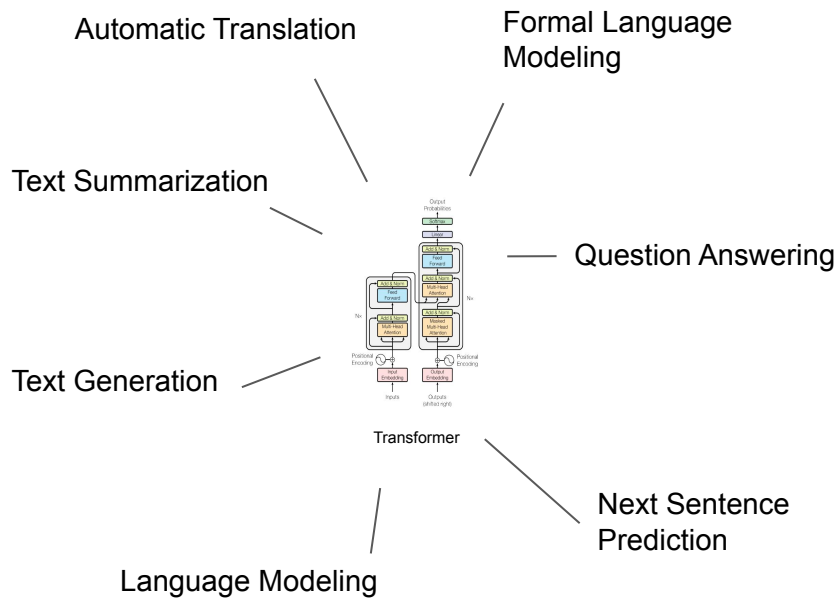 Automatic Translation
Formal Language
Modeling
Text Summarization
Question Answering
Text Generation
Output
Probabilities
Softmax
Linear
Add & Norm
Feed
Forward
Add & Norm
Multi-Head
Attention
Add & Norm
Masked
Multi-Head
Attention
Nx
Add & Norm
Feed
Forward
Nx
Add & Norm
Multi-Head
Attention
Positional
Encoding
Positional
Encoding
Input
Embedding
Output
Embedding
Inputs
Outputs
(shifted right)
Transformer
Next Sentence
Prediction
Language Modeling